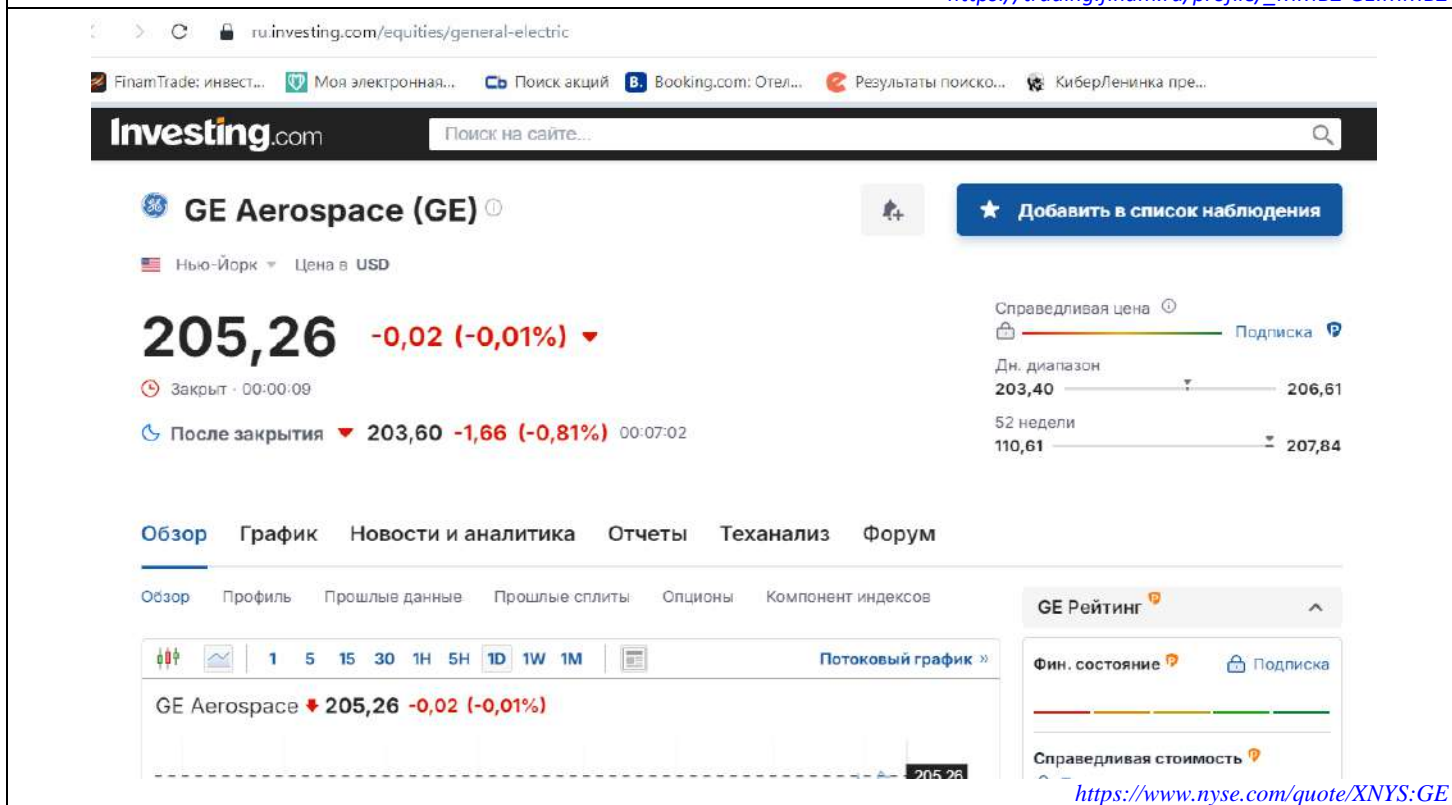 ru.investing.com/equities/general-electric
FinamTrade: инвест... Моя электронная... Поиск акций Booking.com: Отел... Результаты поиско... КиберЛенинка пре...
Investing.com Поиск на сайте...
GE Aerospace (GE) Добавить в список наблюдения
Нью-Йорк Цена в USD
205,26 -0,02 (-0,01%)
Закрыт · 00:00:09
После закрытия 203,60 -1,66 (-0,81%) 00:07:02
Справедливая цена
Подписка
Дн. диапазон
203,40 206,61
52 недели
110,61 207,84
Обзор График Новости и аналитика Отчеты Теханализ Форум
Обзор Профиль Прошлые данные Прошлые сплиты Опционы Компонент индексов
1 5 15 30 1H 5H 1D 1W 1M Потоковый график »
GE Aerospace 205,26 -0,02 (-0,01%)
205,26
GE Рейтинг
Фин. состояние Подписка
Справедливая стоимость
https://www.nyse.com/quote/XNYS:GE